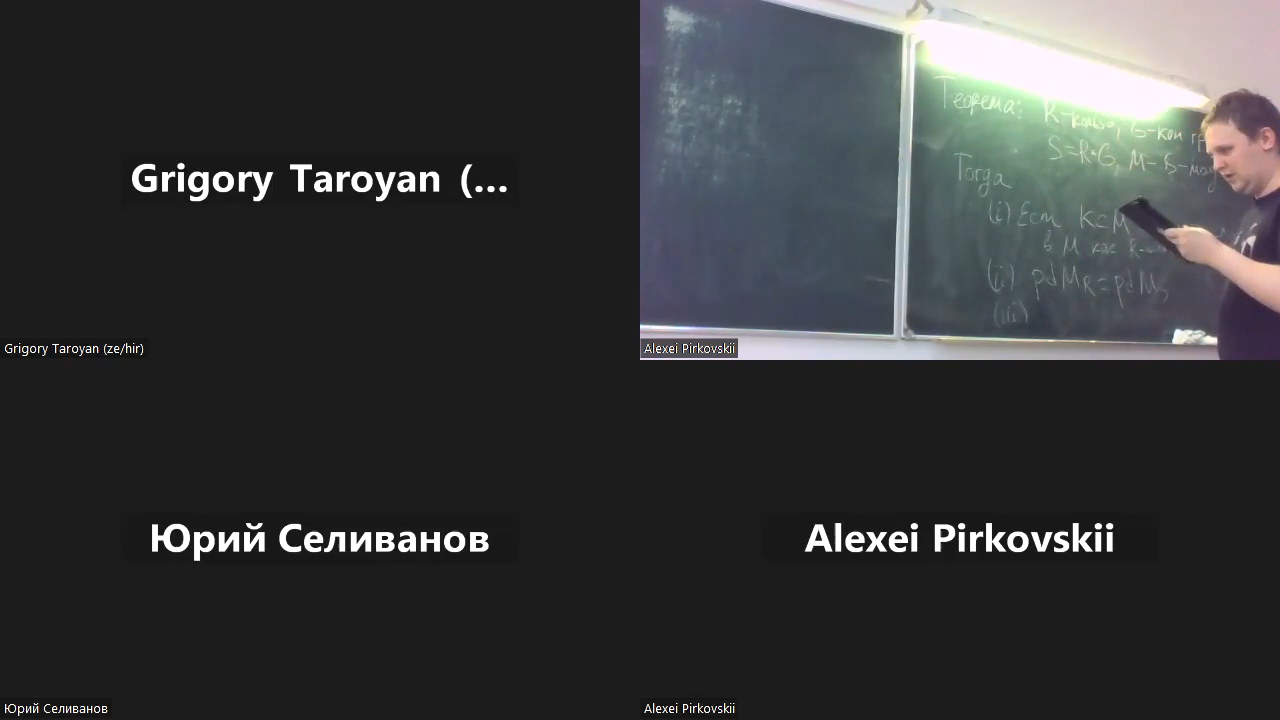 Grigory Taroyan (...
Grigory Taroyan (ze/hir)
Теорема: R-кольцо, G-кон
S=R*G, M-S-мод
Тогда
(i) Если K⊂M
в M как R-
(ii) pd M_R = pd M_S
(iii)
Alexei Pirkovskii
Юрий Селиванов
Юрий Селиванов
Alexei Pirkovskii
Alexei Pirkovskii